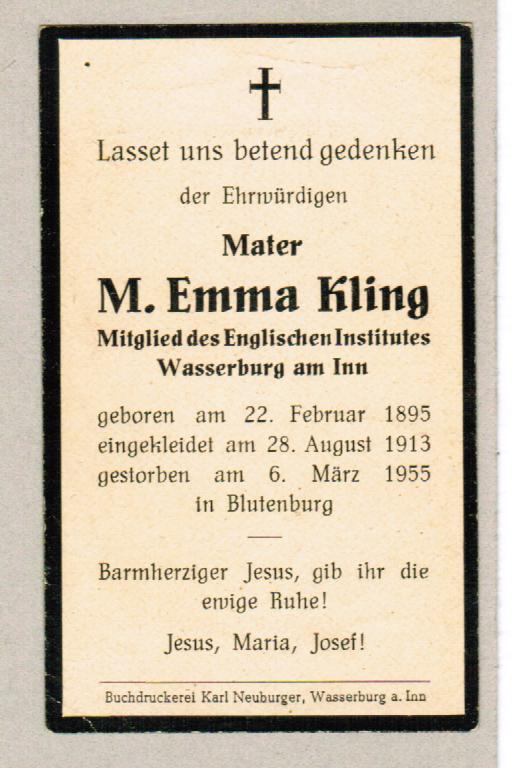 Lasset uns betend gedenken
der Ehrwürdigen
Mater
M. Emma Kling
Mitglied des Englischen Institutes
Wasserburg am Inn
geboren am 22. Februar 1895
eingekleidet am 28. August 1913
gestorben am 6. März 1955
in Blutenburg
Barmherziger Jesus, gib ihr die
ewige Ruhe!
Jesus, Maria, Josef!
Buchdruckerei Karl Neuburger, Wasserburg a. Inn